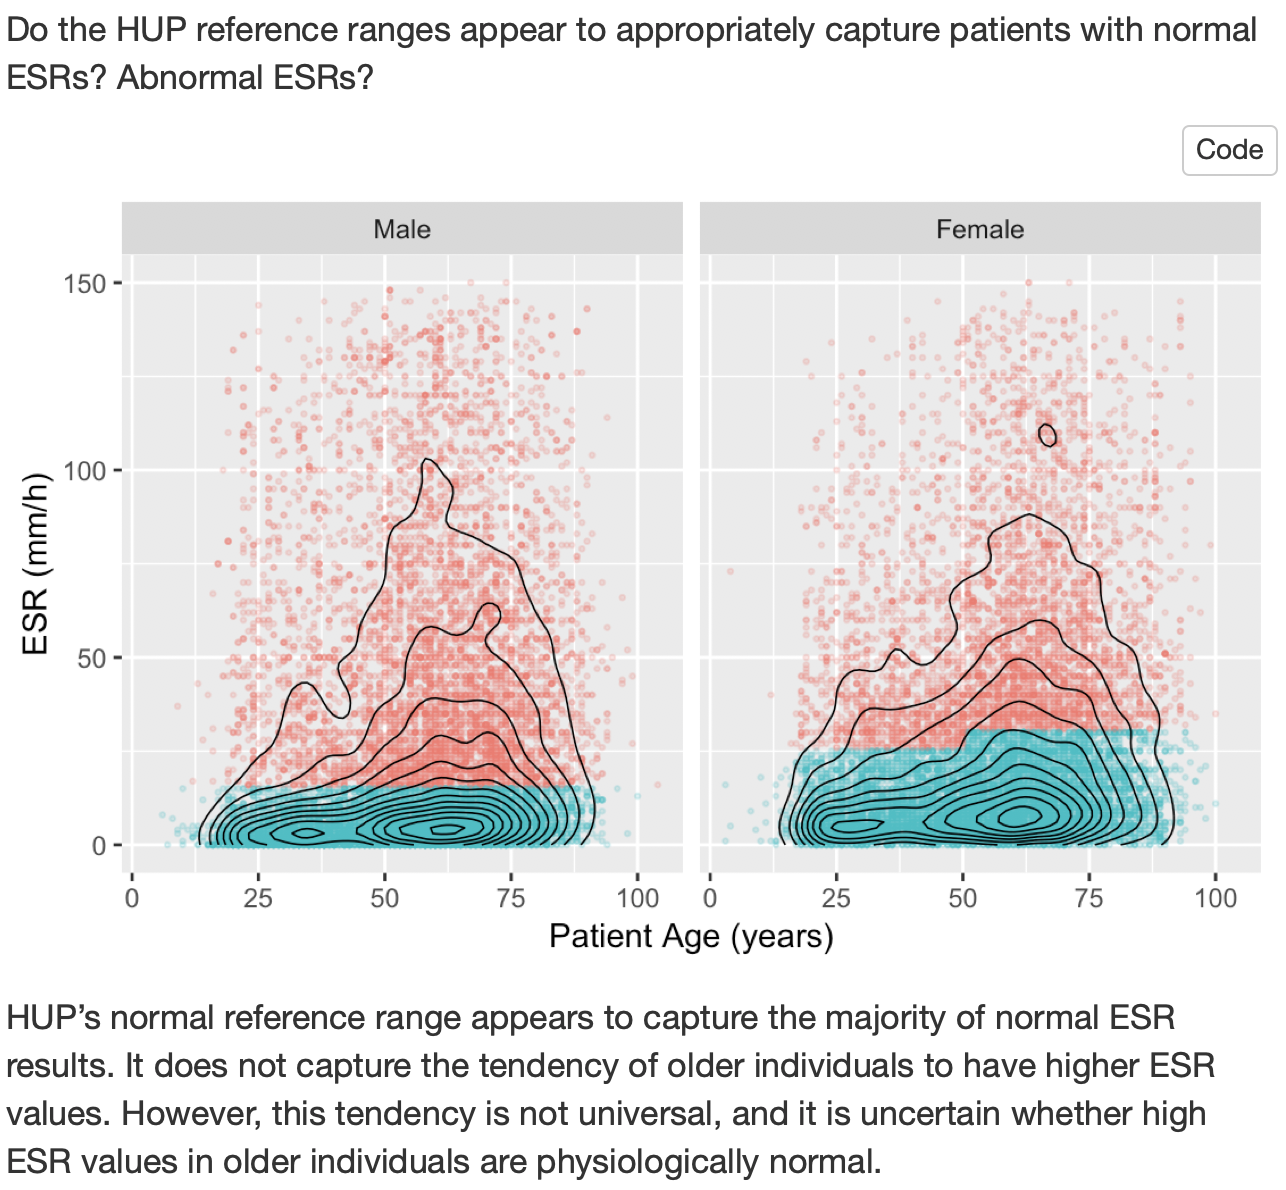 Do the HUP reference ranges appear to appropriately capture patients with normal
ESRs? Abnormal ESRs?
Code
Male
Female
150
100
50
0
ESR (mm/h)
0 25 50 75 100
0 25 50 75 100
Patient Age (years)
HUP’s normal reference range appears to capture the majority of normal ESR
results. It does not capture the tendency of older individuals to have higher ESR
values. However, this tendency is not universal, and it is uncertain whether high
ESR values in older individuals are physiologically normal.